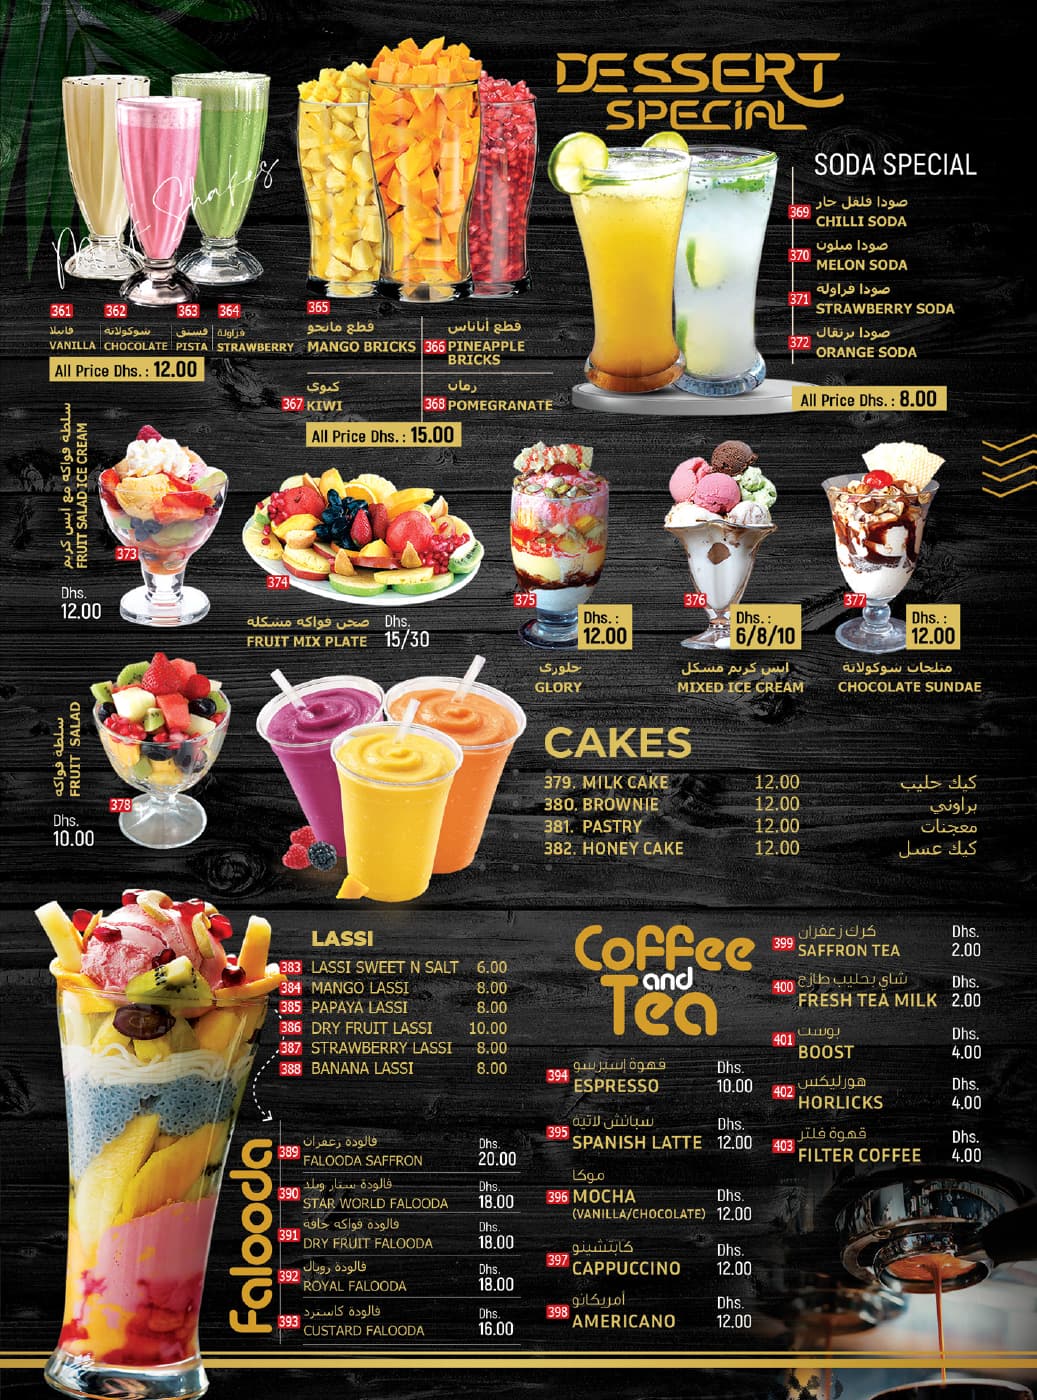 DESSERT
SPECIAL
Milk Shakes
361
فانيلا
VANILLA
362
شوكولاتة
CHOCOLATE
363
فستق
PISTA
364
فراولة
STRAWBERRY
All Price Dhs. : 12.00
365
قطع مانجو
MANGO BRICKS
قطع أناناس
366 PINEAPPLE
BRICKS
كيوي
367 KIWI
رمان
368 POMEGRANATE
All Price Dhs. : 15.00
SODA SPECIAL
صودا فلفل حار
369 CHILLI SODA
صودا ميلون
370 MELON SODA
صودا فراولة
371 STRAWBERRY SODA
صودا برتقال
372 ORANGE SODA
All Price Dhs. : 8.00
سلطة فواكه مع ايس كريم
FRUIT SALAD ICE CREAM
373
Dhs.
12.00
374
صحن فواكه مشكلة
FRUIT MIX PLATE
Dhs.
15/30
375
Dhs. :
12.00
جلوري
GLORY
376
Dhs. :
6/8/10
ايس كريم مشكل
MIXED ICE CREAM
377
Dhs. :
12.00
مثلجات شوكولاتة
CHOCOLATE SUNDAE
سلطة فواكه
FRUIT SALAD
378
Dhs.
10.00
CAKES
379. MILK CAKE 12.00 كيك حليب
380. BROWNIE 12.00 براوني
381. PASTRY 12.00 معجنات
382. HONEY CAKE 12.00 كيك عسل
LASSI
383 LASSI SWEET N SALT 6.00
384 MANGO LASSI 8.00
385 PAPAYA LASSI 8.00
386 DRY FRUIT LASSI 10.00
387 STRAWBERRY LASSI 8.00
388 BANANA LASSI 8.00
Falooda
فالودة زعفران
389 FALOODA SAFFRON Dhs. 20.00
فالودة ستار ويلد
390 STAR WORLD FALOODA Dhs. 18.00
فالودة فواكه جافة
391 DRY FRUIT FALOODA Dhs. 18.00
فالودة رويال
392 ROYAL FALOODA Dhs. 18.00
فالودة كاسترد
393 CUSTARD FALOODA Dhs. 16.00
Coffee
and
Tea
قهوة إسبرسو
394 ESPRESSO Dhs. 10.00
سبانش لاتيه
395 SPANISH LATTE Dhs. 12.00
موكا
396 MOCHA Dhs.
(VANILLA/CHOCOLATE) 12.00
كابتشينو
397 CAPPUCCINO Dhs. 12.00
أمريكانو
398 AMERICANO Dhs. 12.00
كرك زعفران
399 SAFFRON TEA Dhs. 2.00
شاي بحليب طازج
400 FRESH TEA MILK Dhs. 2.00
بوست
401 BOOST Dhs. 4.00
هورليكس
402 HORLICKS Dhs. 4.00
قهوة فلتر
403 FILTER COFFEE Dhs. 4.00